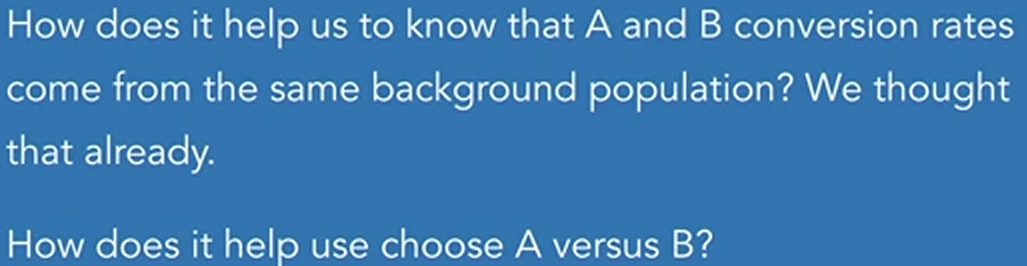 How does it help us to know that A and B conversion rates
come from the same background population? We thought
that already.
How does it help use choose A versus B?